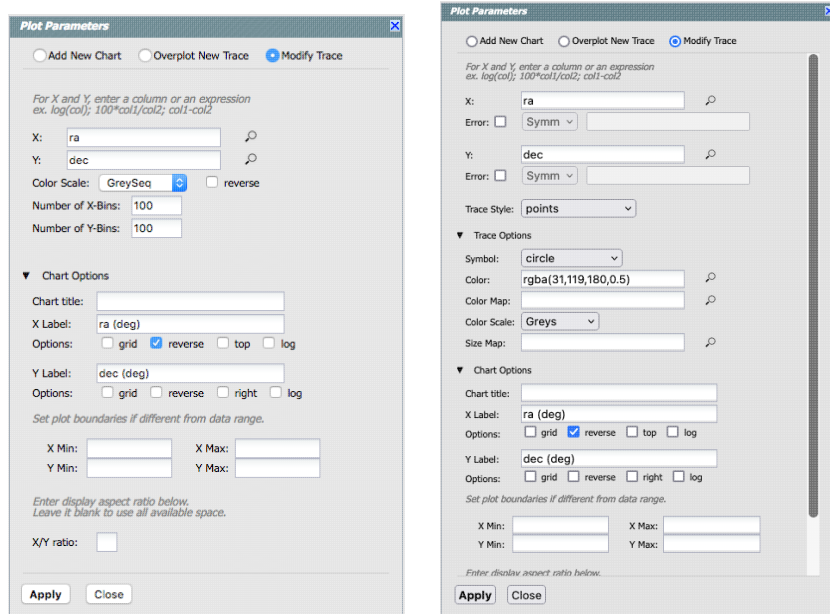 Plot Parameters
Add New Chart Overplot New Trace Modify Trace
For X and Y, enter a column or an expression
ex. log(col); 100*col1/col2; col1-col2
X: ra
Y: dec
Color Scale: GreySeq reverse
Number of X-Bins: 100
Number of Y-Bins: 100
Chart Options
Chart title:
X Label: ra (deg)
Options: grid reverse top log
Y Label: dec (deg)
Options: grid reverse right log
Set plot boundaries if different from data range.
X Min: X Max:
Y Min: Y Max:
Enter display aspect ratio below.
Leave it blank to use all available space.
X/Y ratio:
Apply Close
Plot Parameters
Add New Chart Overplot New Trace Modify Trace
For X and Y, enter a column or an expression
ex. log(col); 100*col1/col2; col1-col2
X: ra
Error: Symm
Y: dec
Error: Symm
Trace Style: points
Trace Options
Symbol: circle
Color: rgba(31,119,180,0.5)
Color Map:
Color Scale: Greys
Size Map:
Chart Options
Chart title:
X Label: ra (deg)
Options: grid reverse top log
Y Label: dec (deg)
Options: grid reverse right log
Set plot boundaries if different from data range.
X Min: X Max:
Y Min: Y Max:
Enter display aspect ratio below.
Apply Close